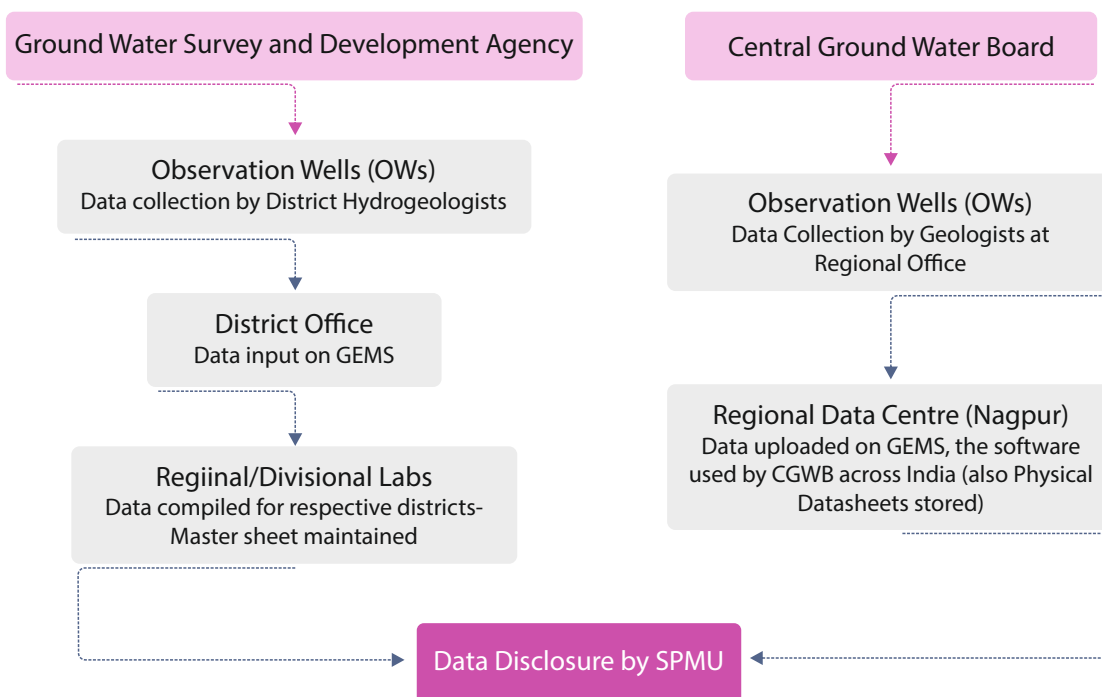 Ground Water Survey and Development Agency
Observation Wells (OWs)
Data collection by District Hydrogeologists
District Office
Data input on GEMS
Regiinal/Divisional Labs
Data compiled for respective districts-
Master sheet maintained
Central Ground Water Board
Observation Wells (OWs)
Data Collection by Geologists at
Regional Office
Regional Data Centre (Nagpur)
Data uploaded on GEMS, the software
used by CGWB across India (also Physical
Datasheets stored)
Data Disclosure by SPMU